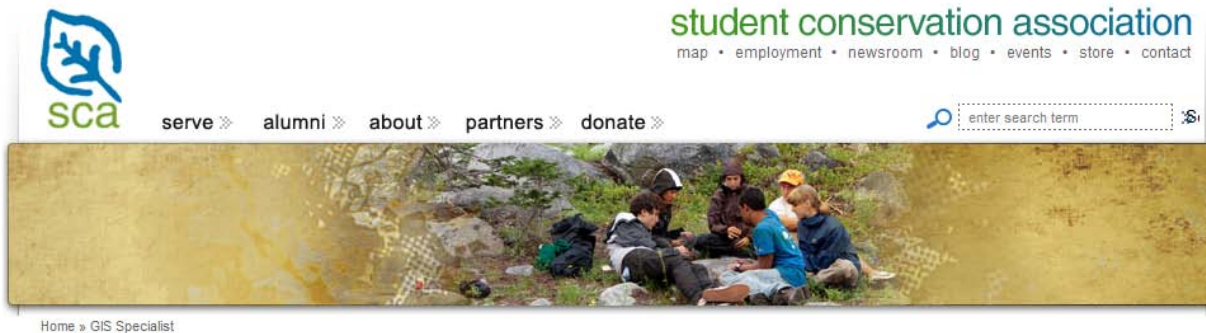 student conservation association
map • employment • newsroom • blog • events • store • contact
sca
serve alumni about partners donate
enter search term
Home » GIS Specialist